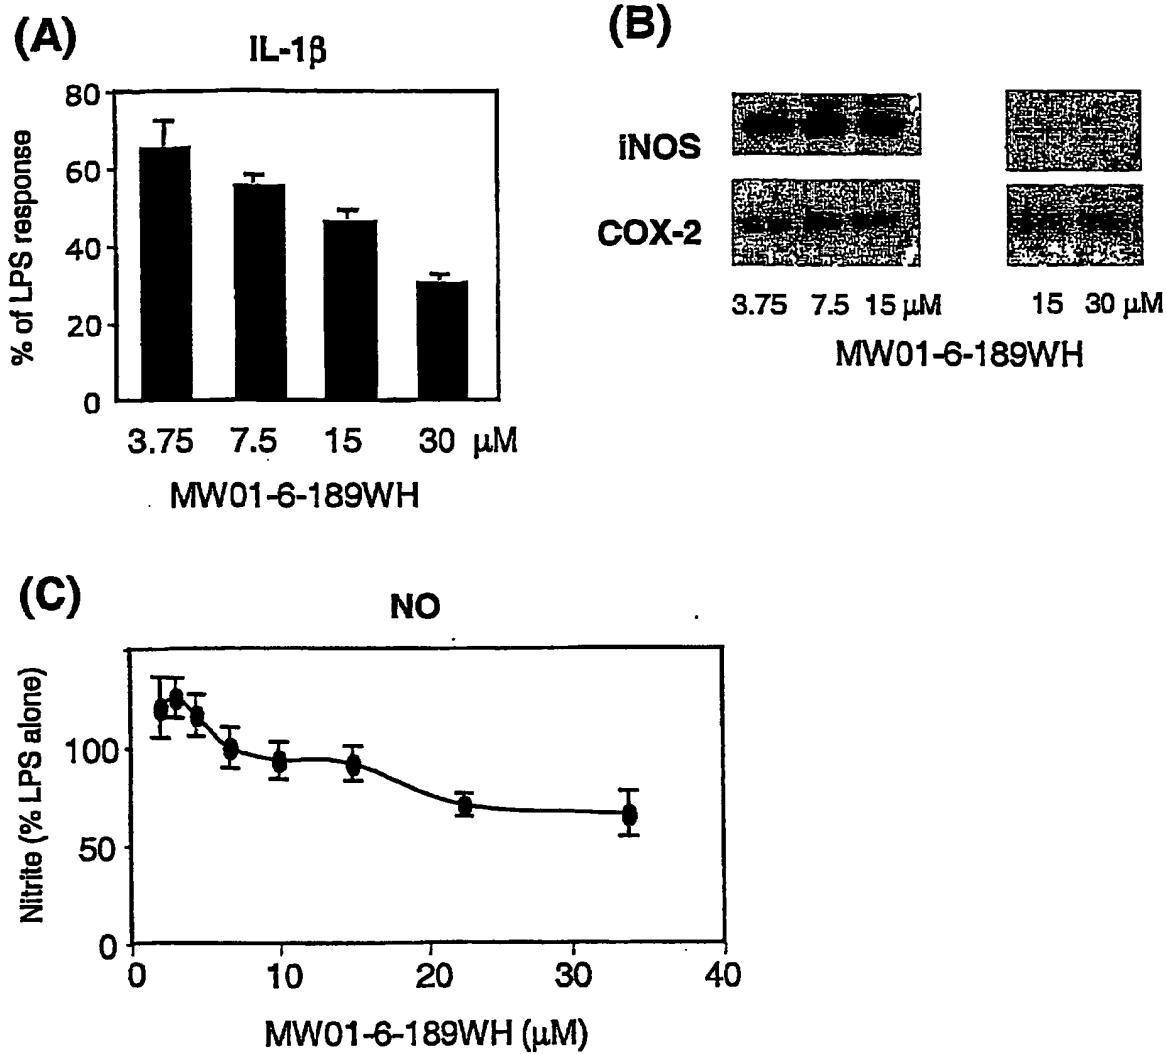 (A)
IL-1β
% of LPS response
80
60
40
20
0
3.75 7.5 15 30 μM
MW01-6-189WH
(B)
iNOS
COX-2
3.75 7.5 15 μM 15 30 μM
MW01-6-189WH
(C)
NO
Nitrite (% LPS alone)
100
50
0
0 10 20 30 40
MW01-6-189WH (μM)